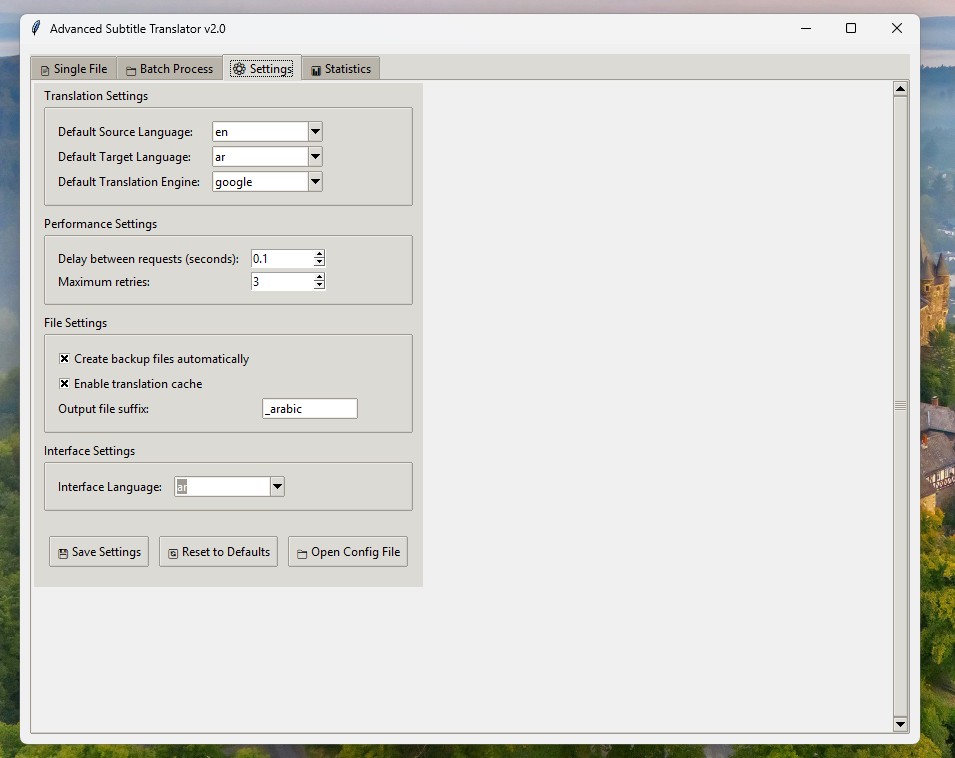 Advanced Subtitle Translator v2.0
Single File Batch Process Settings Statistics
Translation Settings
Default Source Language: en
Default Target Language: ar
Default Translation Engine: google
Performance Settings
Delay between requests (seconds): 0.1
Maximum retries: 3
File Settings
Create backup files automatically
Enable translation cache
Output file suffix: _arabic
Interface Settings
Interface Language: ar
Save Settings Reset to Defaults Open Config File